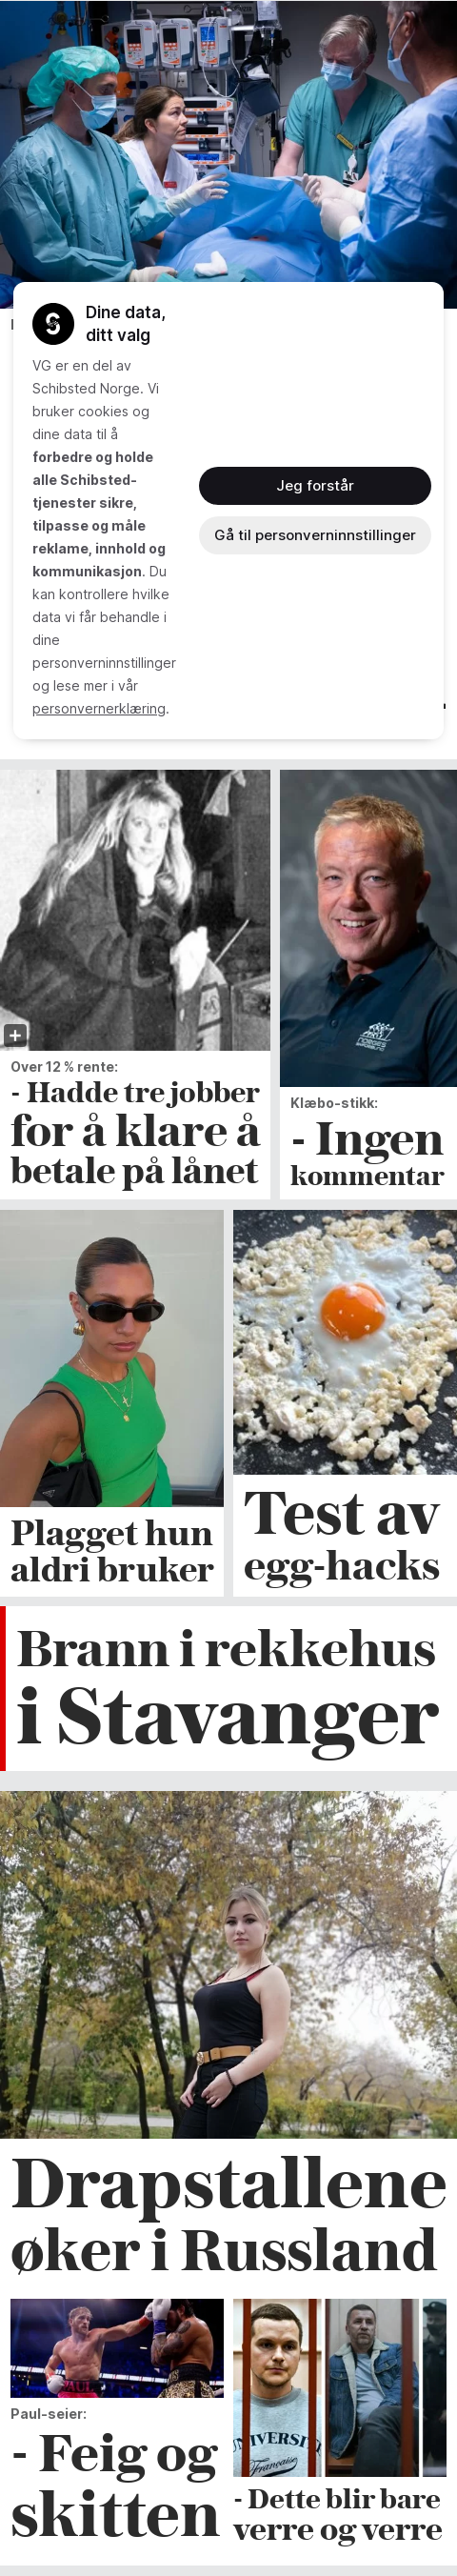 Dine data,
ditt valg
VG er en del av
Schibsted Norge. Vi
bruker cookies og
dine data til å
forbedre og holde
alle Schibsted-
tjenester sikre,
tilpasse og måle
reklame, innhold og
kommunikasjon. Du
kan kontrollere hvilke
data vi får behandle i
dine
personverninnstillinger
og lese mer i vår
personvernerklæring.
Jeg forstår
Gå til personverninnstillinger
Over 12 % rente:
- Hadde tre jobber
for å klare å
betale på lånet
Klæbo-stikk:
- Ingen
kommentar
Plagget hun
aldri bruker
Test av
egg-hacks
Brann i rekkehus
i Stavanger
Drapstallene
øker i Russland
Paul-seier:
- Feig og
skitten
UNIVERSI
Française
- Dette blir bare
verre og verre